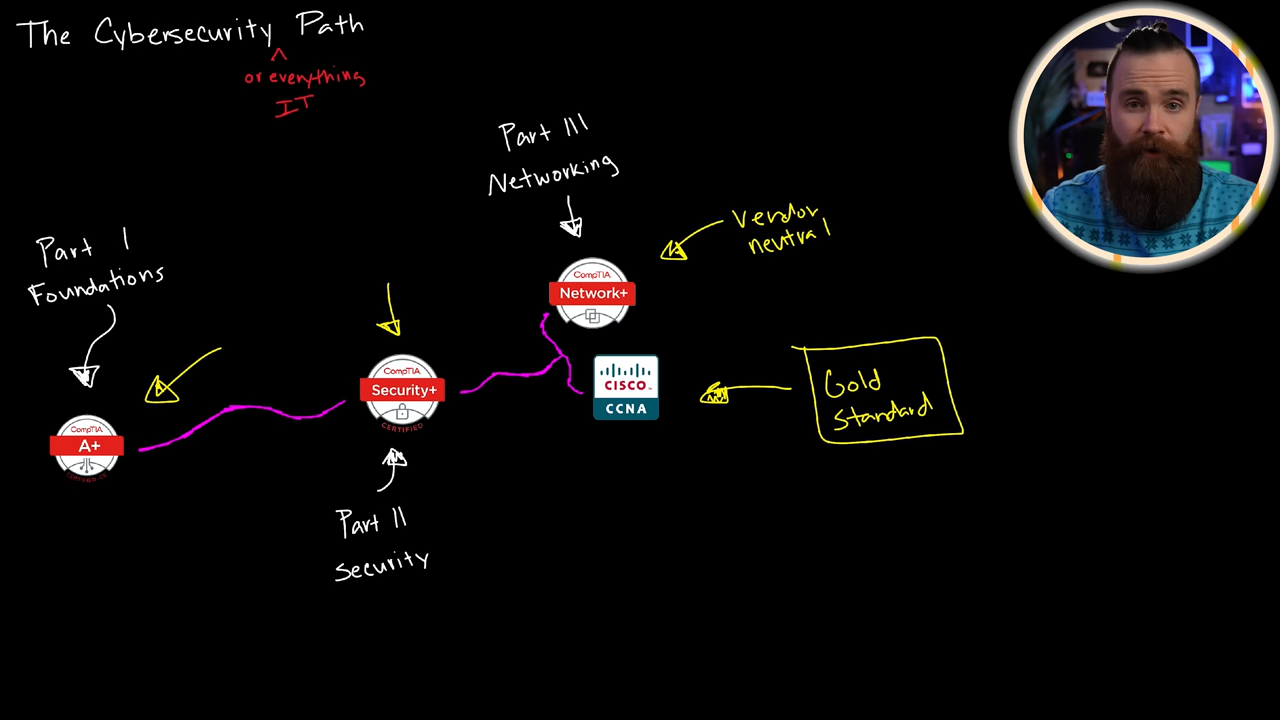 The Cybersecurity Path
^
or everything
IT
Part III
Networking
vendor
neutral
Part I
Foundations
CompTIA
Network+
CompTIA
Security+
CERTIFIED
CISCO
CCNA
Gold
Standard
CompTIA
A+
Part II
Security